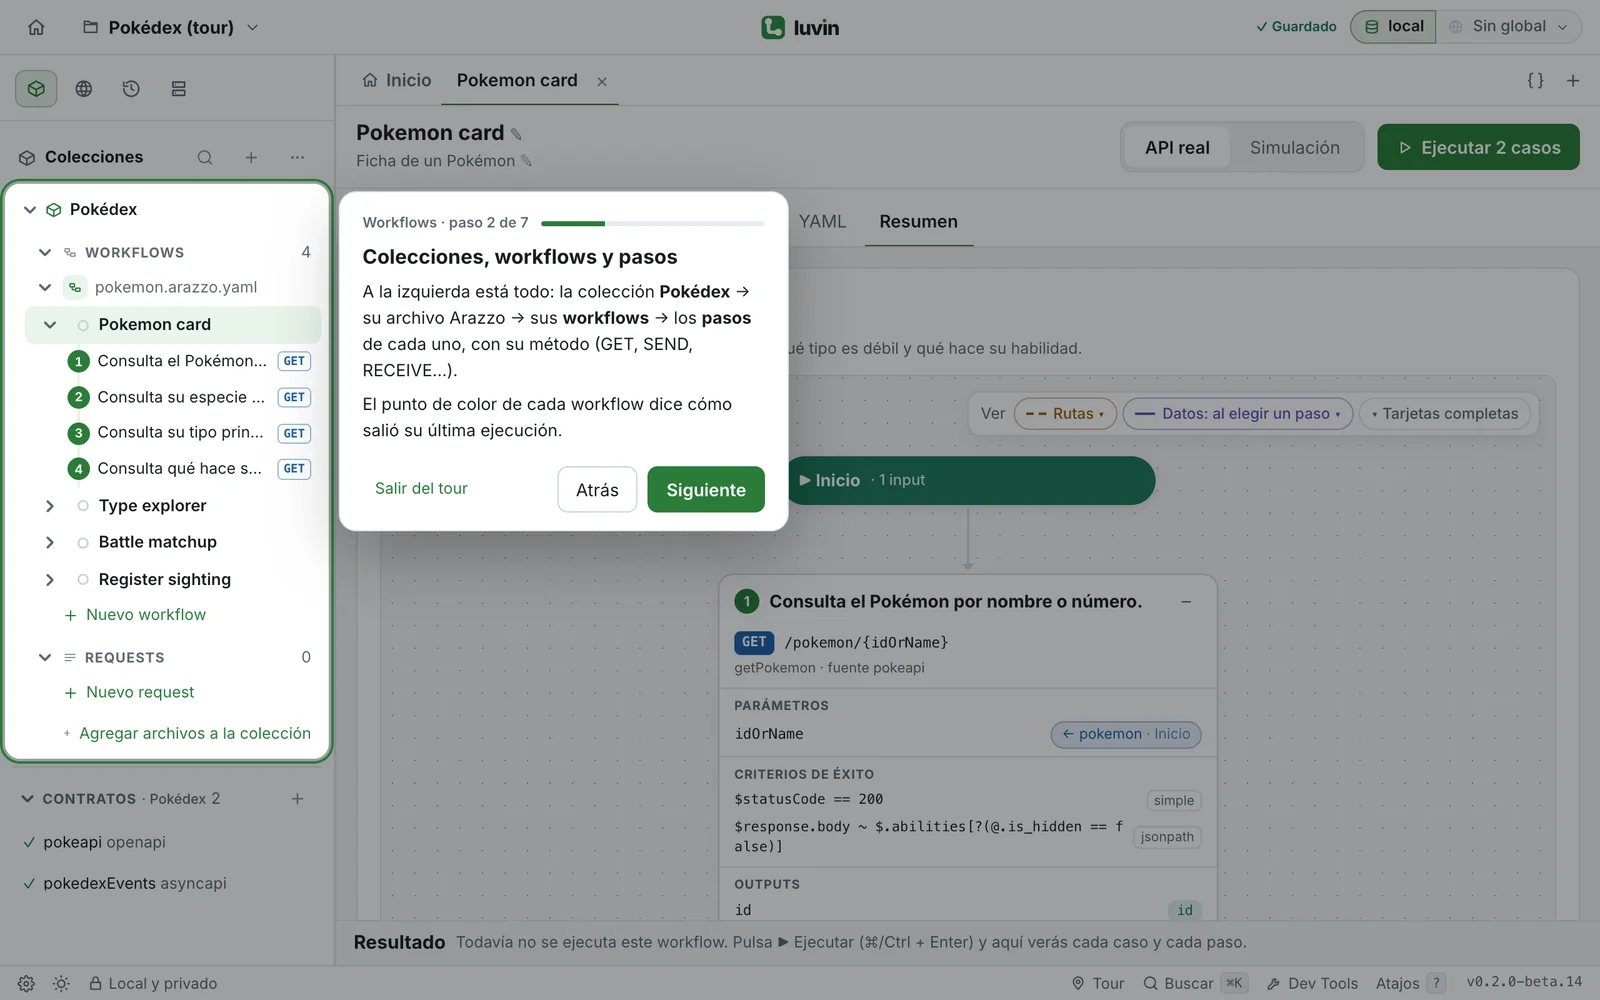 Pokédex (tour)
luvin
Guardado
local
Sin global
Inicio
Pokemon card
{ }
Colecciones
Pokemon card
Ficha de un Pokémon
API real
Simulación
Ejecutar 2 casos
Pokédex
WORKFLOWS 4
pokemon.arazzo.yaml
Pokemon card
1 Consulta el Pokémon... GET
2 Consulta su especie ... GET
3 Consulta su tipo prin... GET
4 Consulta qué hace s... GET
Type explorer
Battle matchup
Register sighting
+ Nuevo workflow
REQUESTS 0
+ Nuevo request
+ Agregar archivos a la colección
CONTRATOS · Pokédex 2 +
pokeapi openapi
pokedexEvents asyncapi
Workflows · paso 2 de 7
Colecciones, workflows y pasos
A la izquierda está todo: la colección Pokédex →
su archivo Arazzo → sus workflows → los pasos
de cada uno, con su método (GET, SEND,
RECEIVE...).
El punto de color de cada workflow dice cómo
salió su última ejecución.
Salir del tour
Atrás
Siguiente
YAML
Resumen
ué tipo es débil y qué hace su habilidad.
Ver
Rutas
Datos: al elegir un paso
Tarjetas completas
Inicio · 1 input
1 Consulta el Pokémon por nombre o número.
GET /pokemon/{idOrName}
getPokemon · fuente pokeapi
PARÁMETROS
idOrName
← pokemon · Inicio
CRITERIOS DE ÉXITO
$statusCode == 200
simple
$response.body ~ $.abilities[?(@.is_hidden == f
alse)]
jsonpath
OUTPUTS
id
id
Resultado Todavía no se ejecuta este workflow. Pulsa ▶ Ejecutar (⌘/Ctrl + Enter) y aquí verás cada caso y cada paso.
Local y privado
Tour
Buscar ⌘K
Dev Tools
Atajos ?
v0.2.0-beta.14